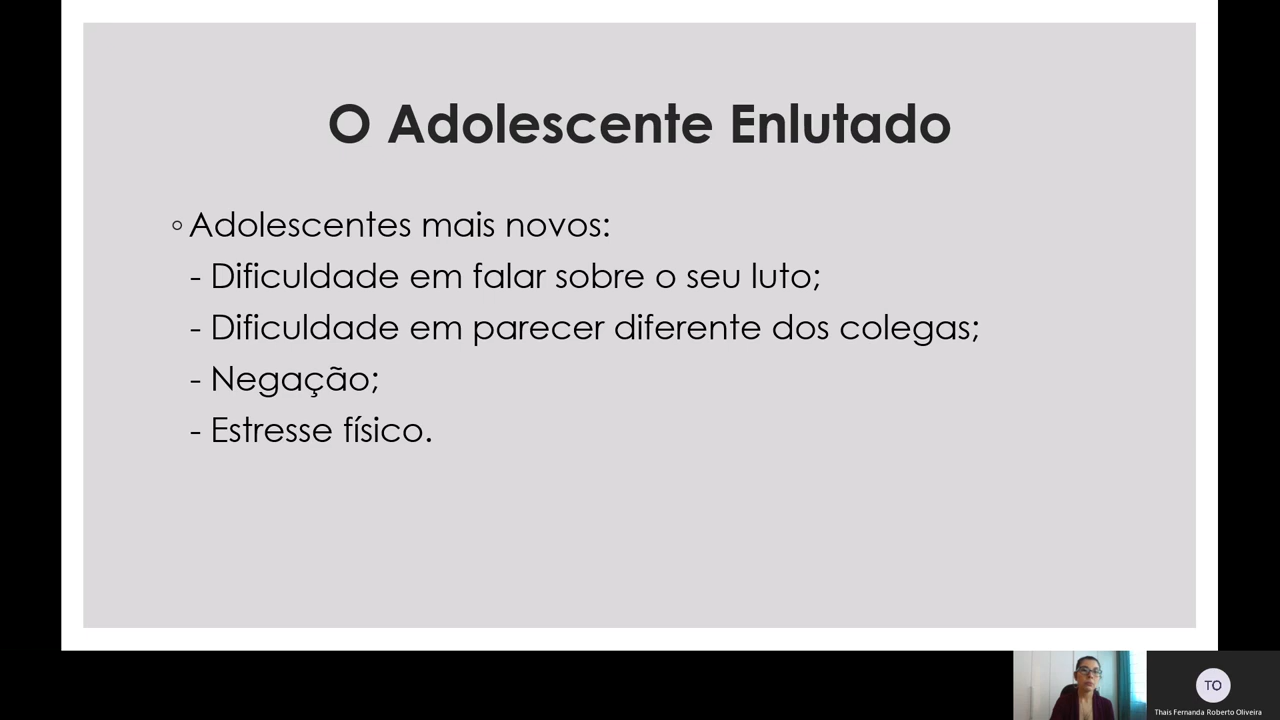 O Adolescente Enlutado
◦ Adolescentes mais novos:
- Dificuldade em falar sobre o seu luto;
- Dificuldade em parecer diferente dos colegas;
- Negação;
- Estresse físico.
TO
Thais Fernanda Roberto Oliveira